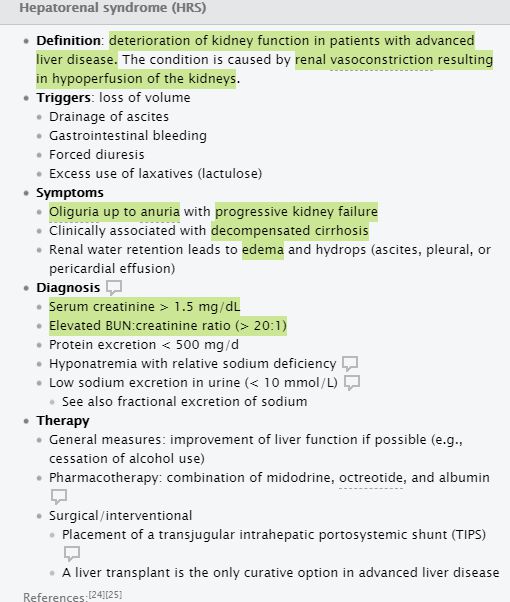 Hepatorenal syndrome (HRS)
• Definition: deterioration of kidney function in patients with advanced
liver disease. The condition is caused by renal vasoconstriction resulting
in hypoperfusion of the kidneys.
• Triggers: loss of volume
• Drainage of ascites
• Gastrointestinal bleeding
• Forced diuresis
• Excess use of laxatives (lactulose)
• Symptoms
• Oliguria up to anuria with progressive kidney failure
• Clinically associated with decompensated cirrhosis
• Renal water retention leads to edema and hydrops (ascites, pleural, or
pericardial effusion)
• Diagnosis
• Serum creatinine > 1.5 mg/dL
• Elevated BUN:creatinine ratio (> 20:1)
• Protein excretion < 500 mg/d
• Hyponatremia with relative sodium deficiency
• Low sodium excretion in urine (< 10 mmol/L)
• See also fractional excretion of sodium
• Therapy
• General measures: improvement of liver function if possible (e.g.,
cessation of alcohol use)
• Pharmacotherapy: combination of midodrine, octreotide, and albumin
• Surgical/interventional
• Placement of a transjugular intrahepatic portosystemic shunt (TIPS)
• A liver transplant is the only curative option in advanced liver disease
References:[24][25]